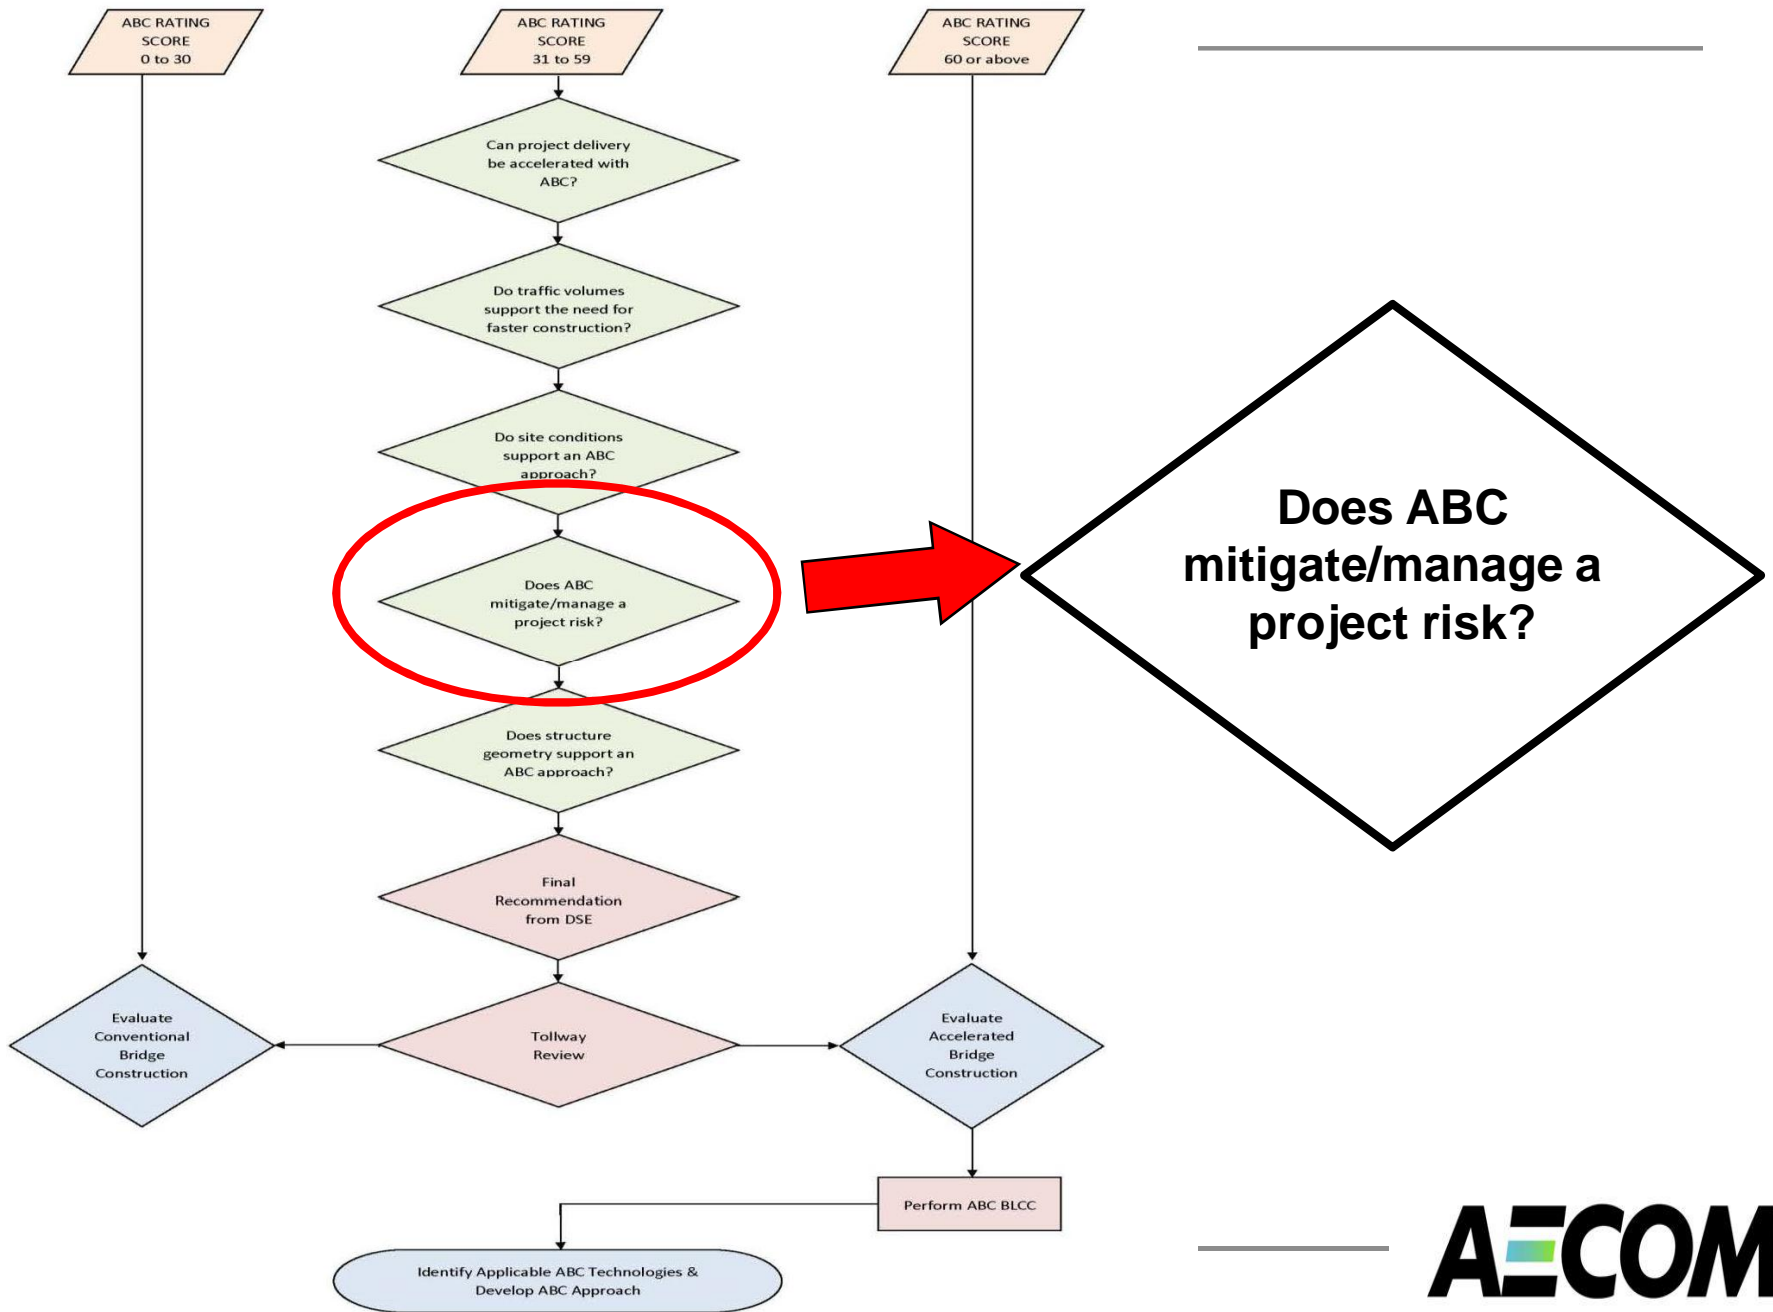 ABC RATING
SCORE
0 to 30
ABC RATING
SCORE
31 to 59
ABC RATING
SCORE
60 or above
Can project delivery
be accelerated with
ABC?
Do traffic volumes
support the need for
faster construction?
Do site conditions
support an ABC
approach?
Does ABC
mitigate/manage a
project risk?
Does ABC
mitigate/manage a
project risk?
Does structure
geometry support an
ABC approach?
Final
Recommendation
from DSE
Evaluate
Conventional
Bridge
Construction
Tollway
Review
Evaluate
Accelerated
Bridge
Construction
Perform ABC BLCC
Identify Applicable ABC Technologies &
Develop ABC Approach
AECOM